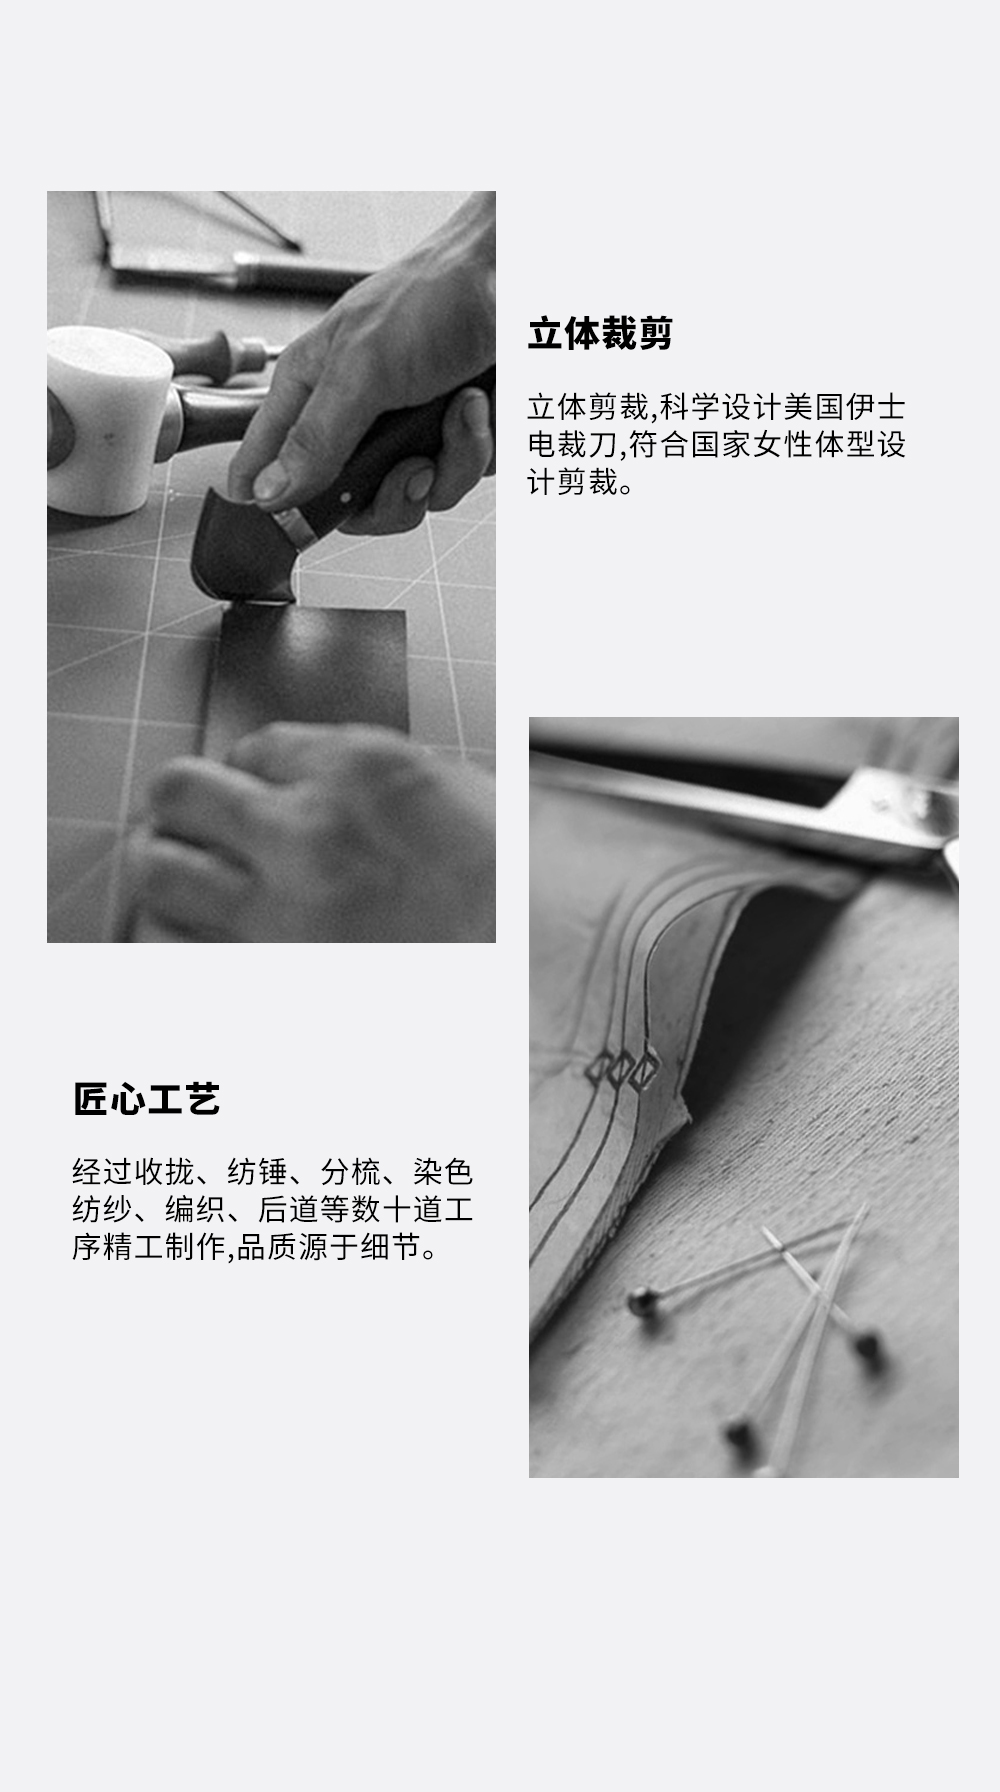 立体裁剪
立体剪裁,科学设计美国伊士
电裁刀,符合国家女性体型设
计剪裁。
匠心工艺
经过收拢、纺锤、分梳、染色
纺纱、编织、后道等数十道工
序精工制作,品质源于细节。